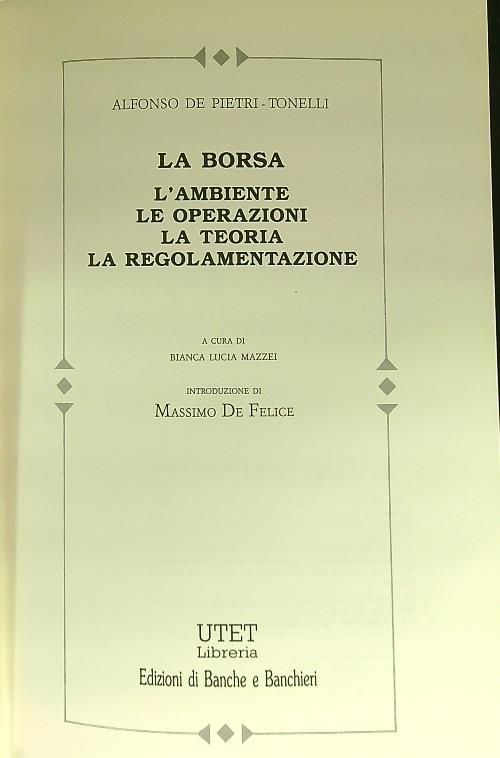 ALFONSO DE PIETRI-TONELLI
LA BORSA
L'AMBIENTE
LE OPERAZIONI
LA TEORIA
LA REGOLAMENTAZIONE
A CURA DI
BIANCA LUCIA MAZZEI
INTRODUZIONE DI
MASSIMO DE FELICE
UTET
Libreria
Edizioni di Banche e Banchieri